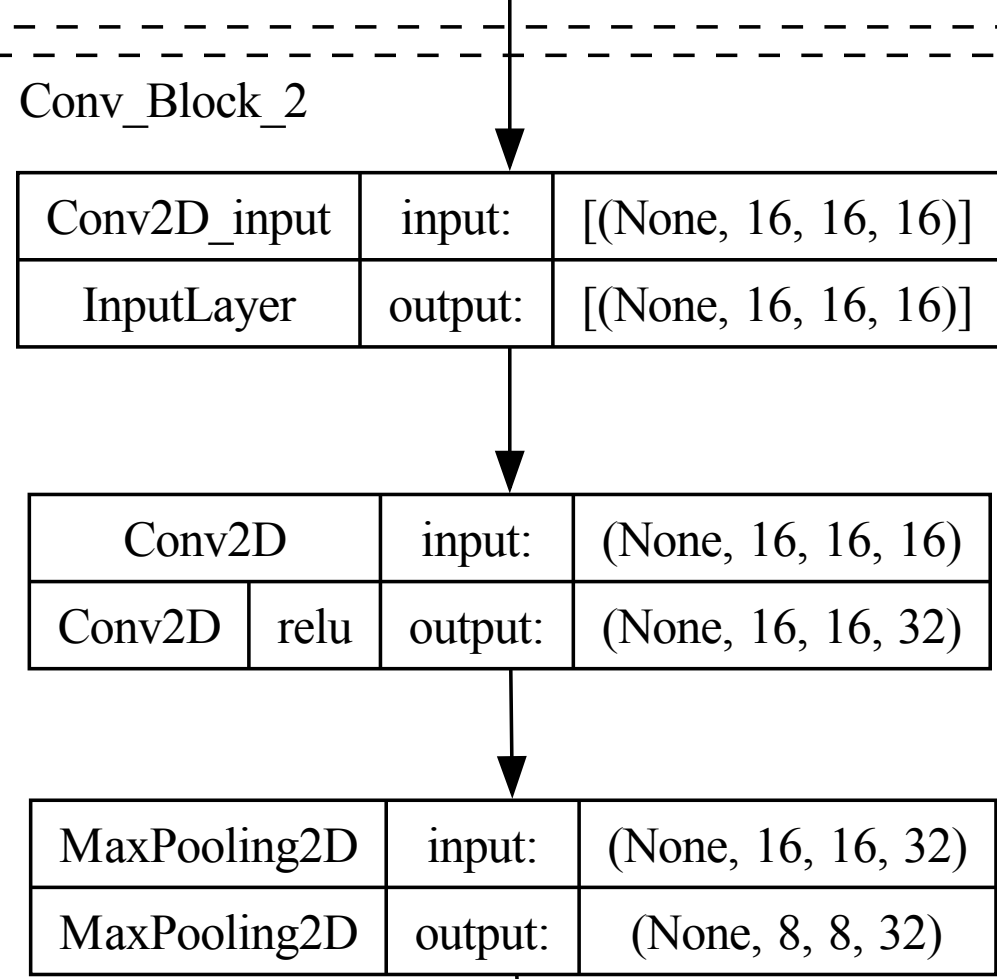 Conv_Block_2
Conv2D_input input: [(None, 16, 16, 16)]
InputLayer output: [(None, 16, 16, 16)]
Conv2D input: (None, 16, 16, 16)
Conv2D relu output: (None, 16, 16, 32)
MaxPooling2D input: (None, 16, 16, 32)
MaxPooling2D output: (None, 8, 8, 32)